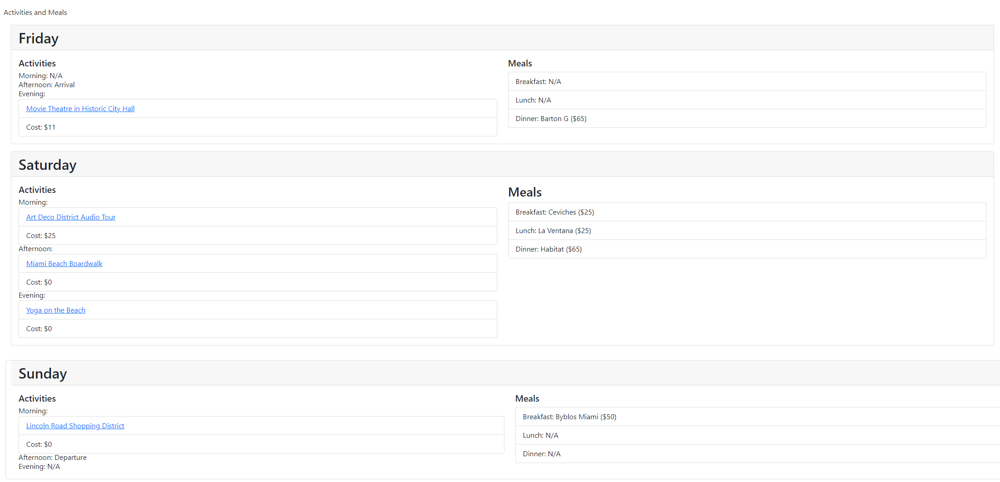 Activities and Meals
Friday
Activities
Morning: N/A
Afternoon: Arrival
Evening:
Movie Theatre in Historic City Hall
Cost: $11
Meals
Breakfast: N/A
Lunch: N/A
Dinner: Barton G ($65)
Saturday
Activities
Morning:
Art Deco District Audio Tour
Cost: $25
Afternoon:
Miami Beach Boardwalk
Cost: $0
Evening:
Yoga on the Beach
Cost: $0
Meals
Breakfast: Ceviches ($25)
Lunch: La Ventana ($25)
Dinner: Habitat ($65)
Sunday
Activities
Morning:
Lincoln Road Shopping District
Cost: $0
Afternoon: Departure
Evening: N/A
Meals
Breakfast: Byblos Miami ($50)
Lunch: N/A
Dinner: N/A